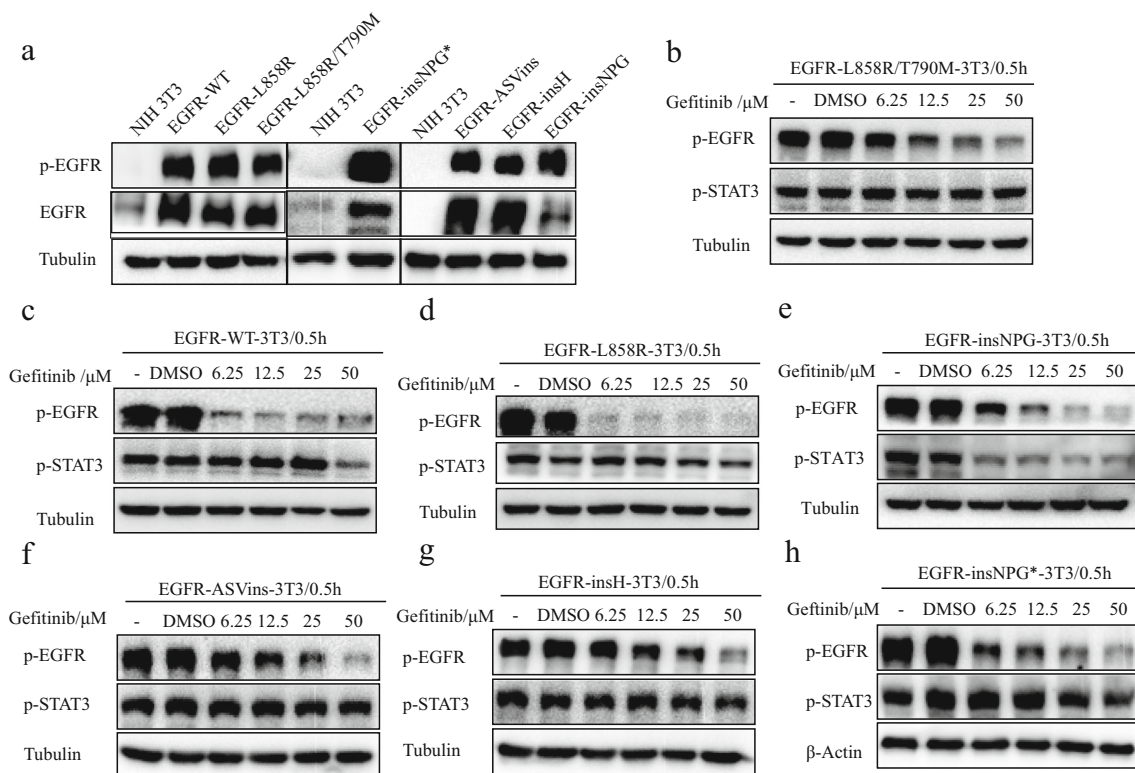 a
NIH 3T3 EGFR-WT EGFR-L858R EGFR-L858R/T790M NIH 3T3 EGFR-insNPG* NIH 3T3 EGFR-ASVins EGFR-insH EGFR-insNPG
p-EGFR
EGFR
Tubulin
b
EGFR-L858R/T790M-3T3/0.5h
Gefitinib /μM - DMSO 6.25 12.5 25 50
p-EGFR
p-STAT3
Tubulin
c
EGFR-WT-3T3/0.5h
Gefitinib /μM - DMSO 6.25 12.5 25 50
p-EGFR
p-STAT3
Tubulin
d
EGFR-L858R-3T3/0.5h
Gefitinib/μM - DMSO 6.25 12.5 25 50
p-EGFR
p-STAT3
Tubulin
e
EGFR-insNPG-3T3/0.5h
Gefitinib /μM - DMSO 6.25 12.5 25 50
p-EGFR
p-STAT3
Tubulin
f
EGFR-ASVins-3T3/0.5h
Gefitinib/μM - DMSO 6.25 12.5 25 50
p-EGFR
p-STAT3
Tubulin
g
EGFR-insH-3T3/0.5h
Gefitinib/μM - DMSO 6.25 12.5 25 50
p-EGFR
p-STAT3
Tubulin
h
EGFR-insNPG*-3T3/0.5h
Gefitinib/μM - DMSO 6.25 12.5 25 50
p-EGFR
p-STAT3
β-Actin